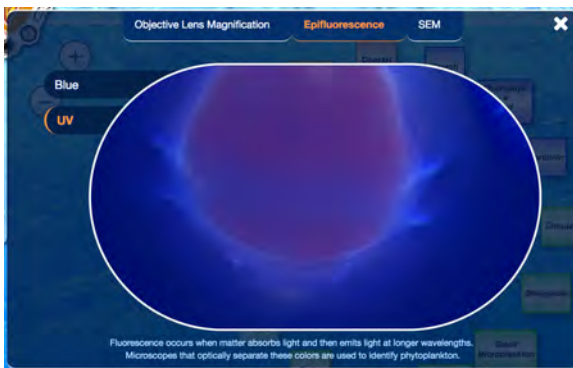 Objective Lens Magnification Epifluorescence SEM
Blue
UV
Fluorescence occurs when matter absorbs light and then emits light at longer wavelengths.
Microscopes that optically separate these colors are used to identify phytoplankton.